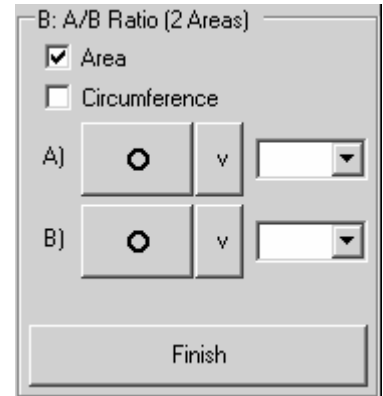 B: A/B Ratio (2 Areas)
Area
Circumference
A) v
B) v
Finish